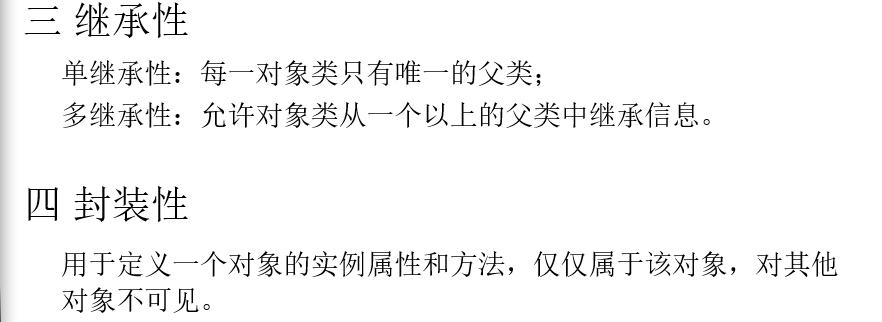 三 继承性
单继承性：每一对象类只有唯一的父类；
多继承性：允许对象类从一个以上的父类中继承信息。
四 封装性
用于定义一个对象的实例属性和方法，仅仅属于该对象，对其他
对象不可见。